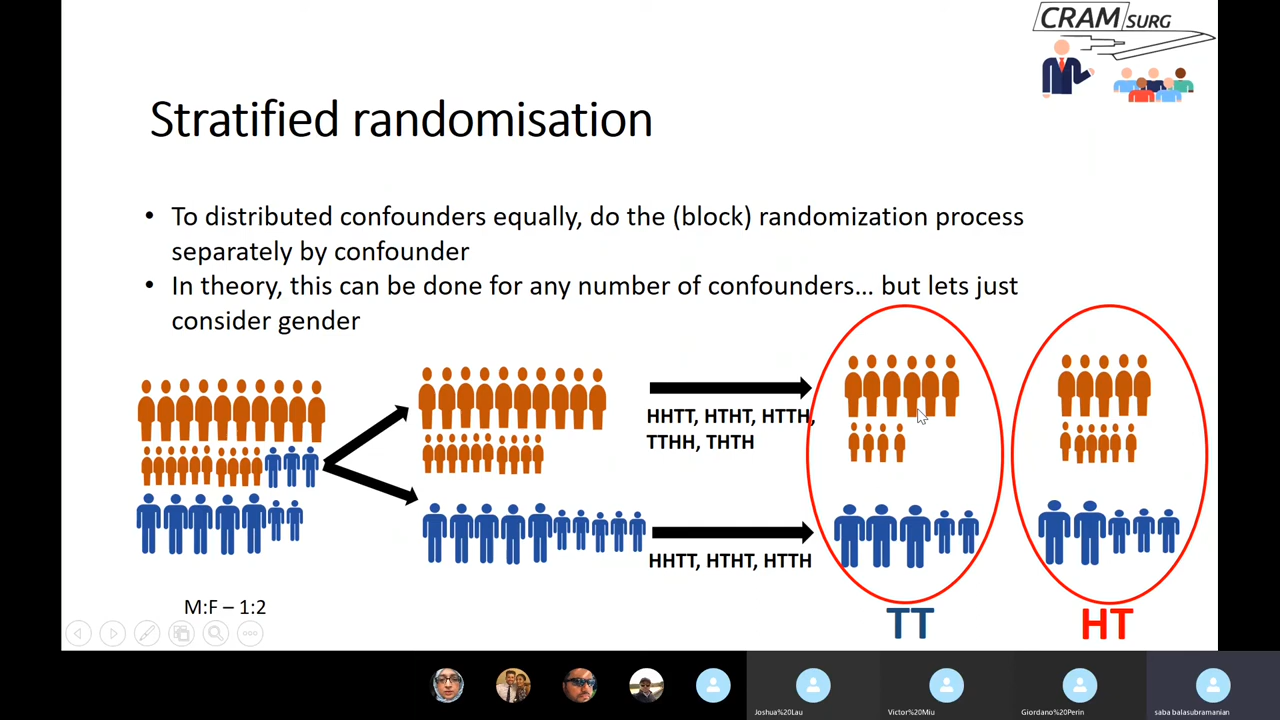 CRAM SURG
Stratified randomisation
• To distributed confounders equally, do the (block) randomization process
separately by confounder
• In theory, this can be done for any number of confounders… but lets just
consider gender
HHTT, HTHT, HTTH,
TTHH, THTH
HHTT, HTHT, HTTH
M:F – 1:2
TT
HT
Joshua%20Lau
Victor%20Miu
Giordano%20Perin
saba balasubramanian